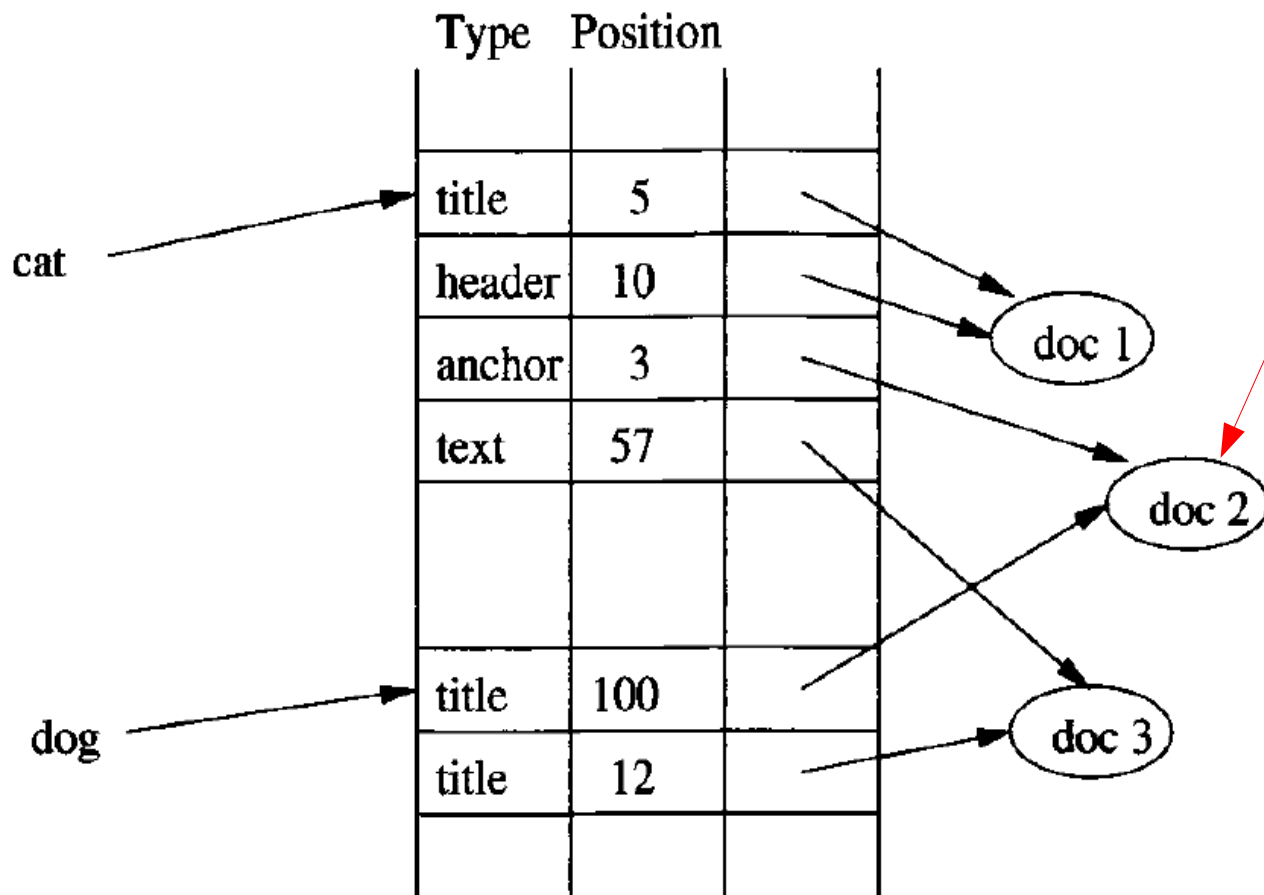 Type Position
title 5
cat
header 10
doc 1
anchor 3
text 57
doc 2
title 100
dog
doc 3
title 12